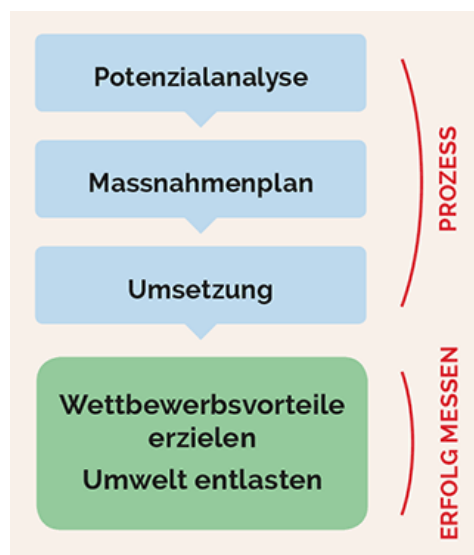 Potenzialanalyse
Massnahmenplan
Umsetzung
PROZESS
Wettbewerbsvorteile
erzielen
Umwelt entlasten
ERFOLG MESSEN